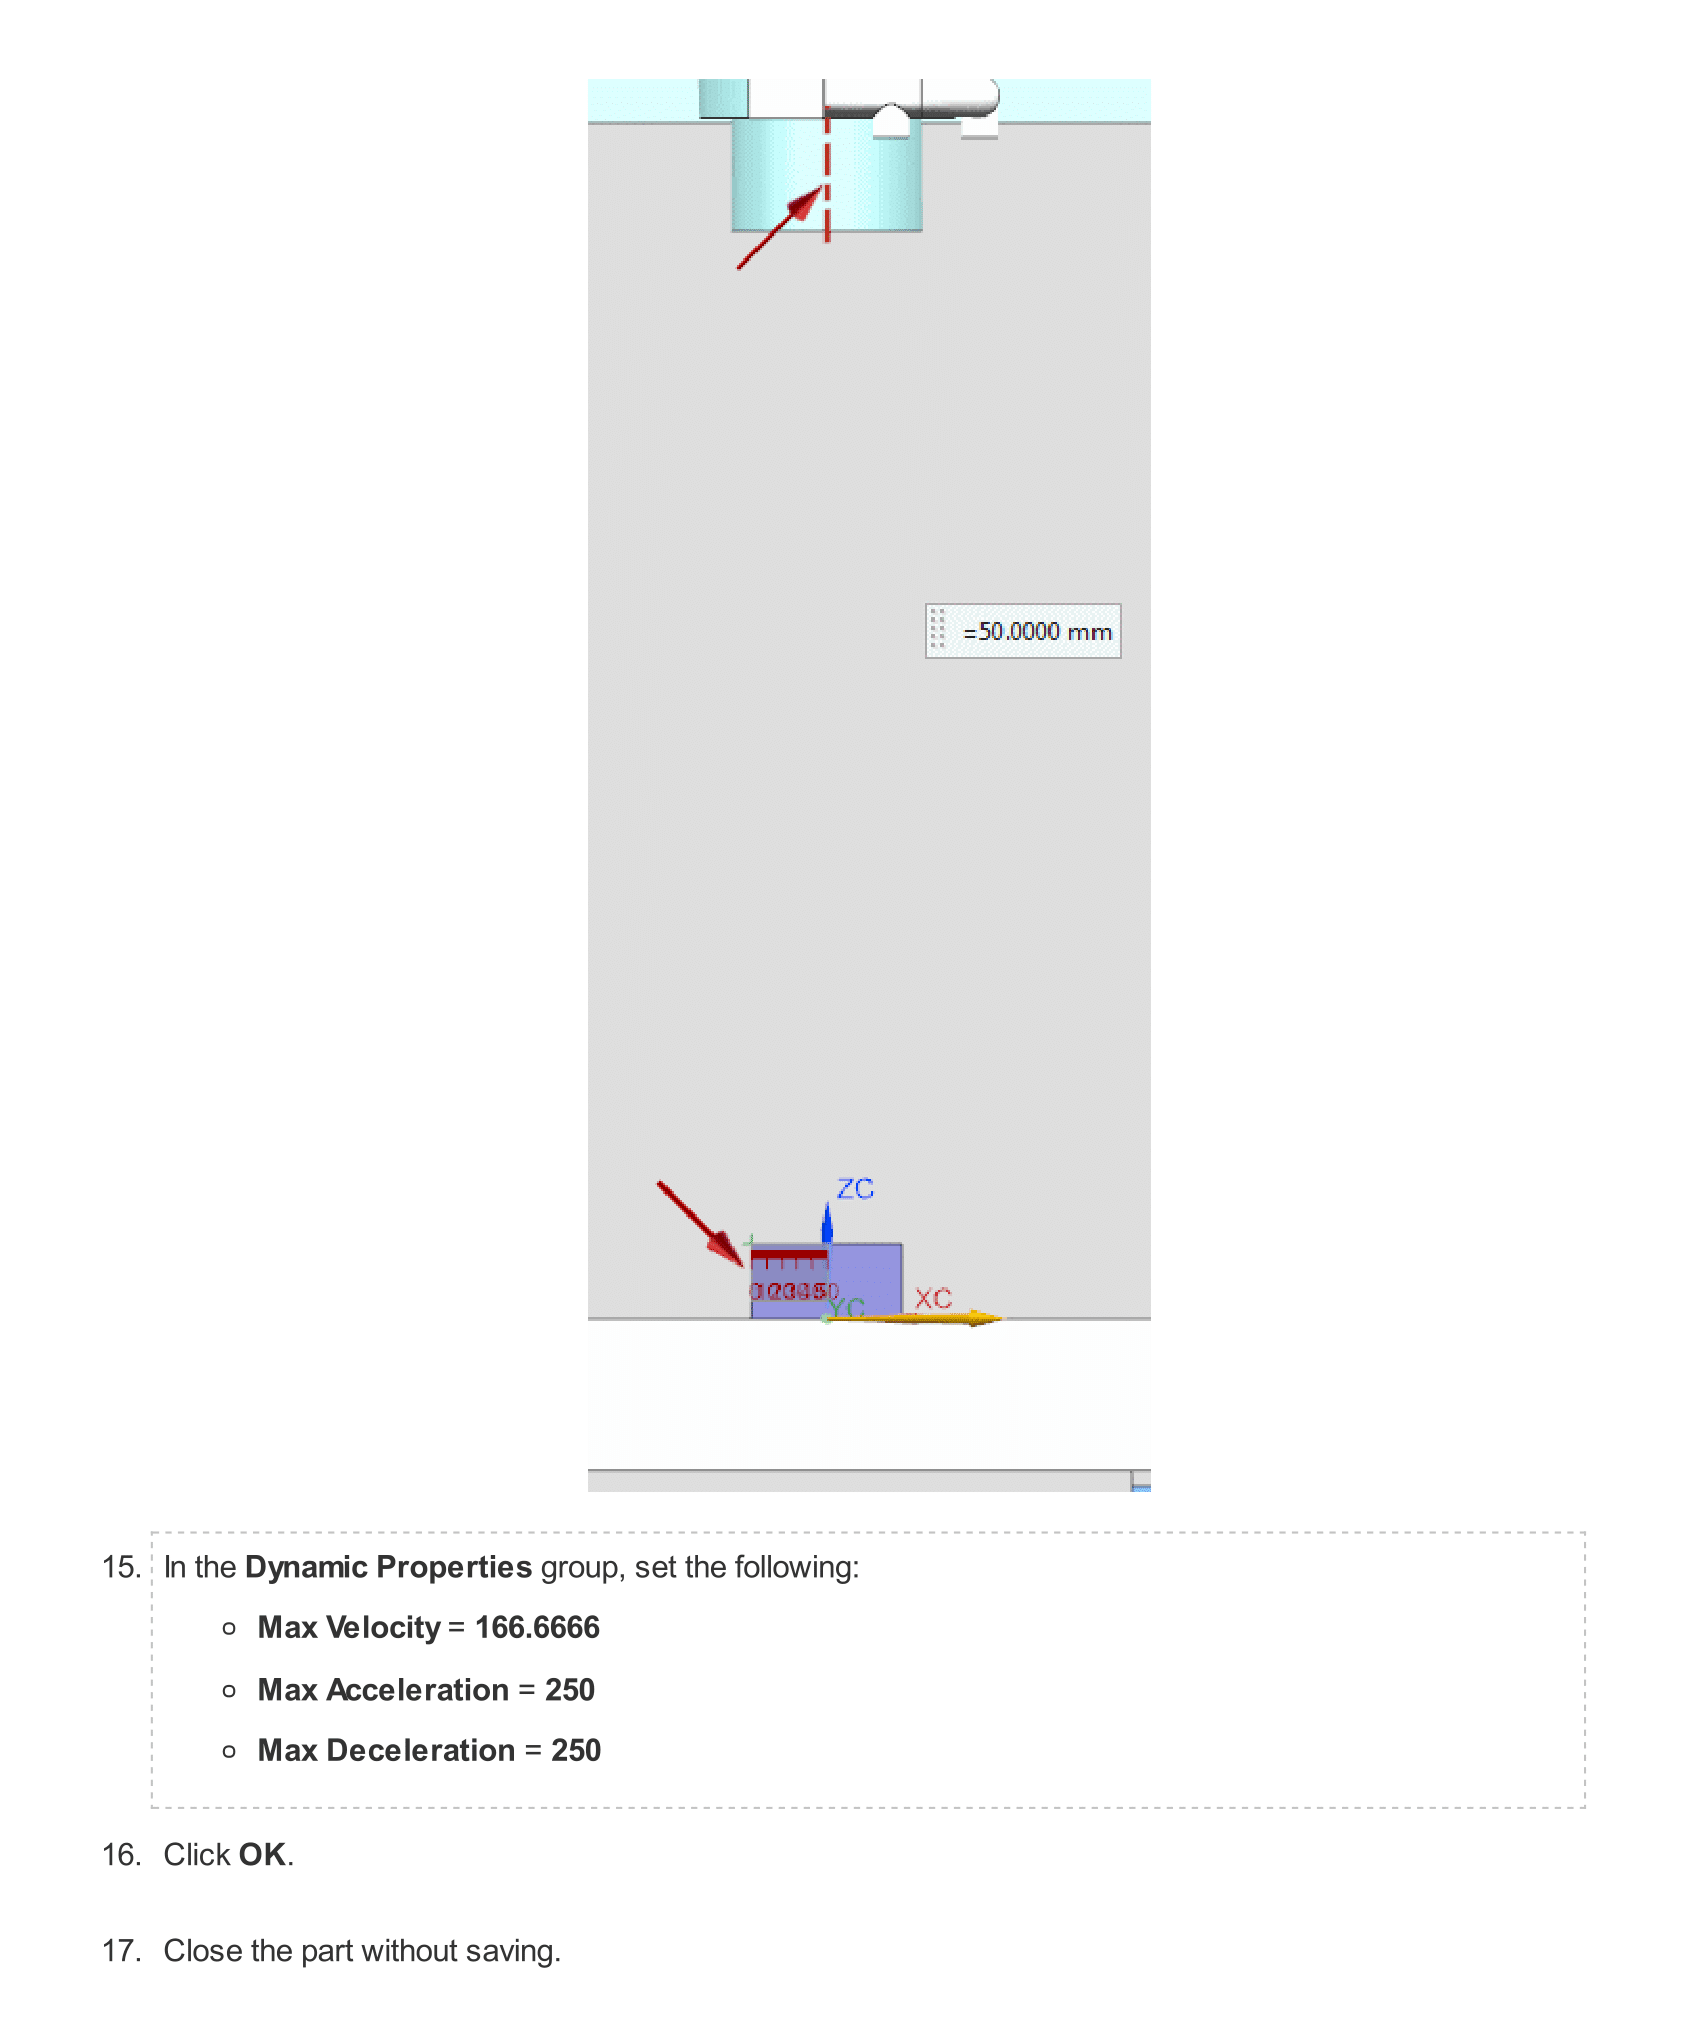 =50.0000 mm
ZC
XC
YC
15. In the Dynamic Properties group, set the following:
o Max Velocity = 166.6666
o Max Acceleration = 250
o Max Deceleration = 250
16. Click OK.
17. Close the part without saving.